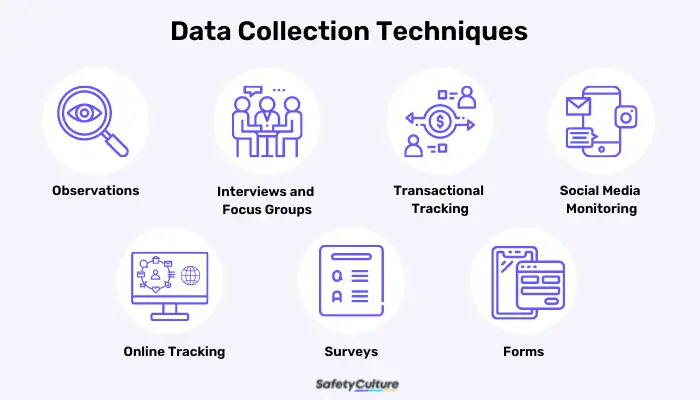 Data Collection Techniques
Observations
Interviews and
Focus Groups
Transactional
Tracking
Social Media
Monitoring
Online Tracking
Q
A
Surveys
Forms
SafetyCulture